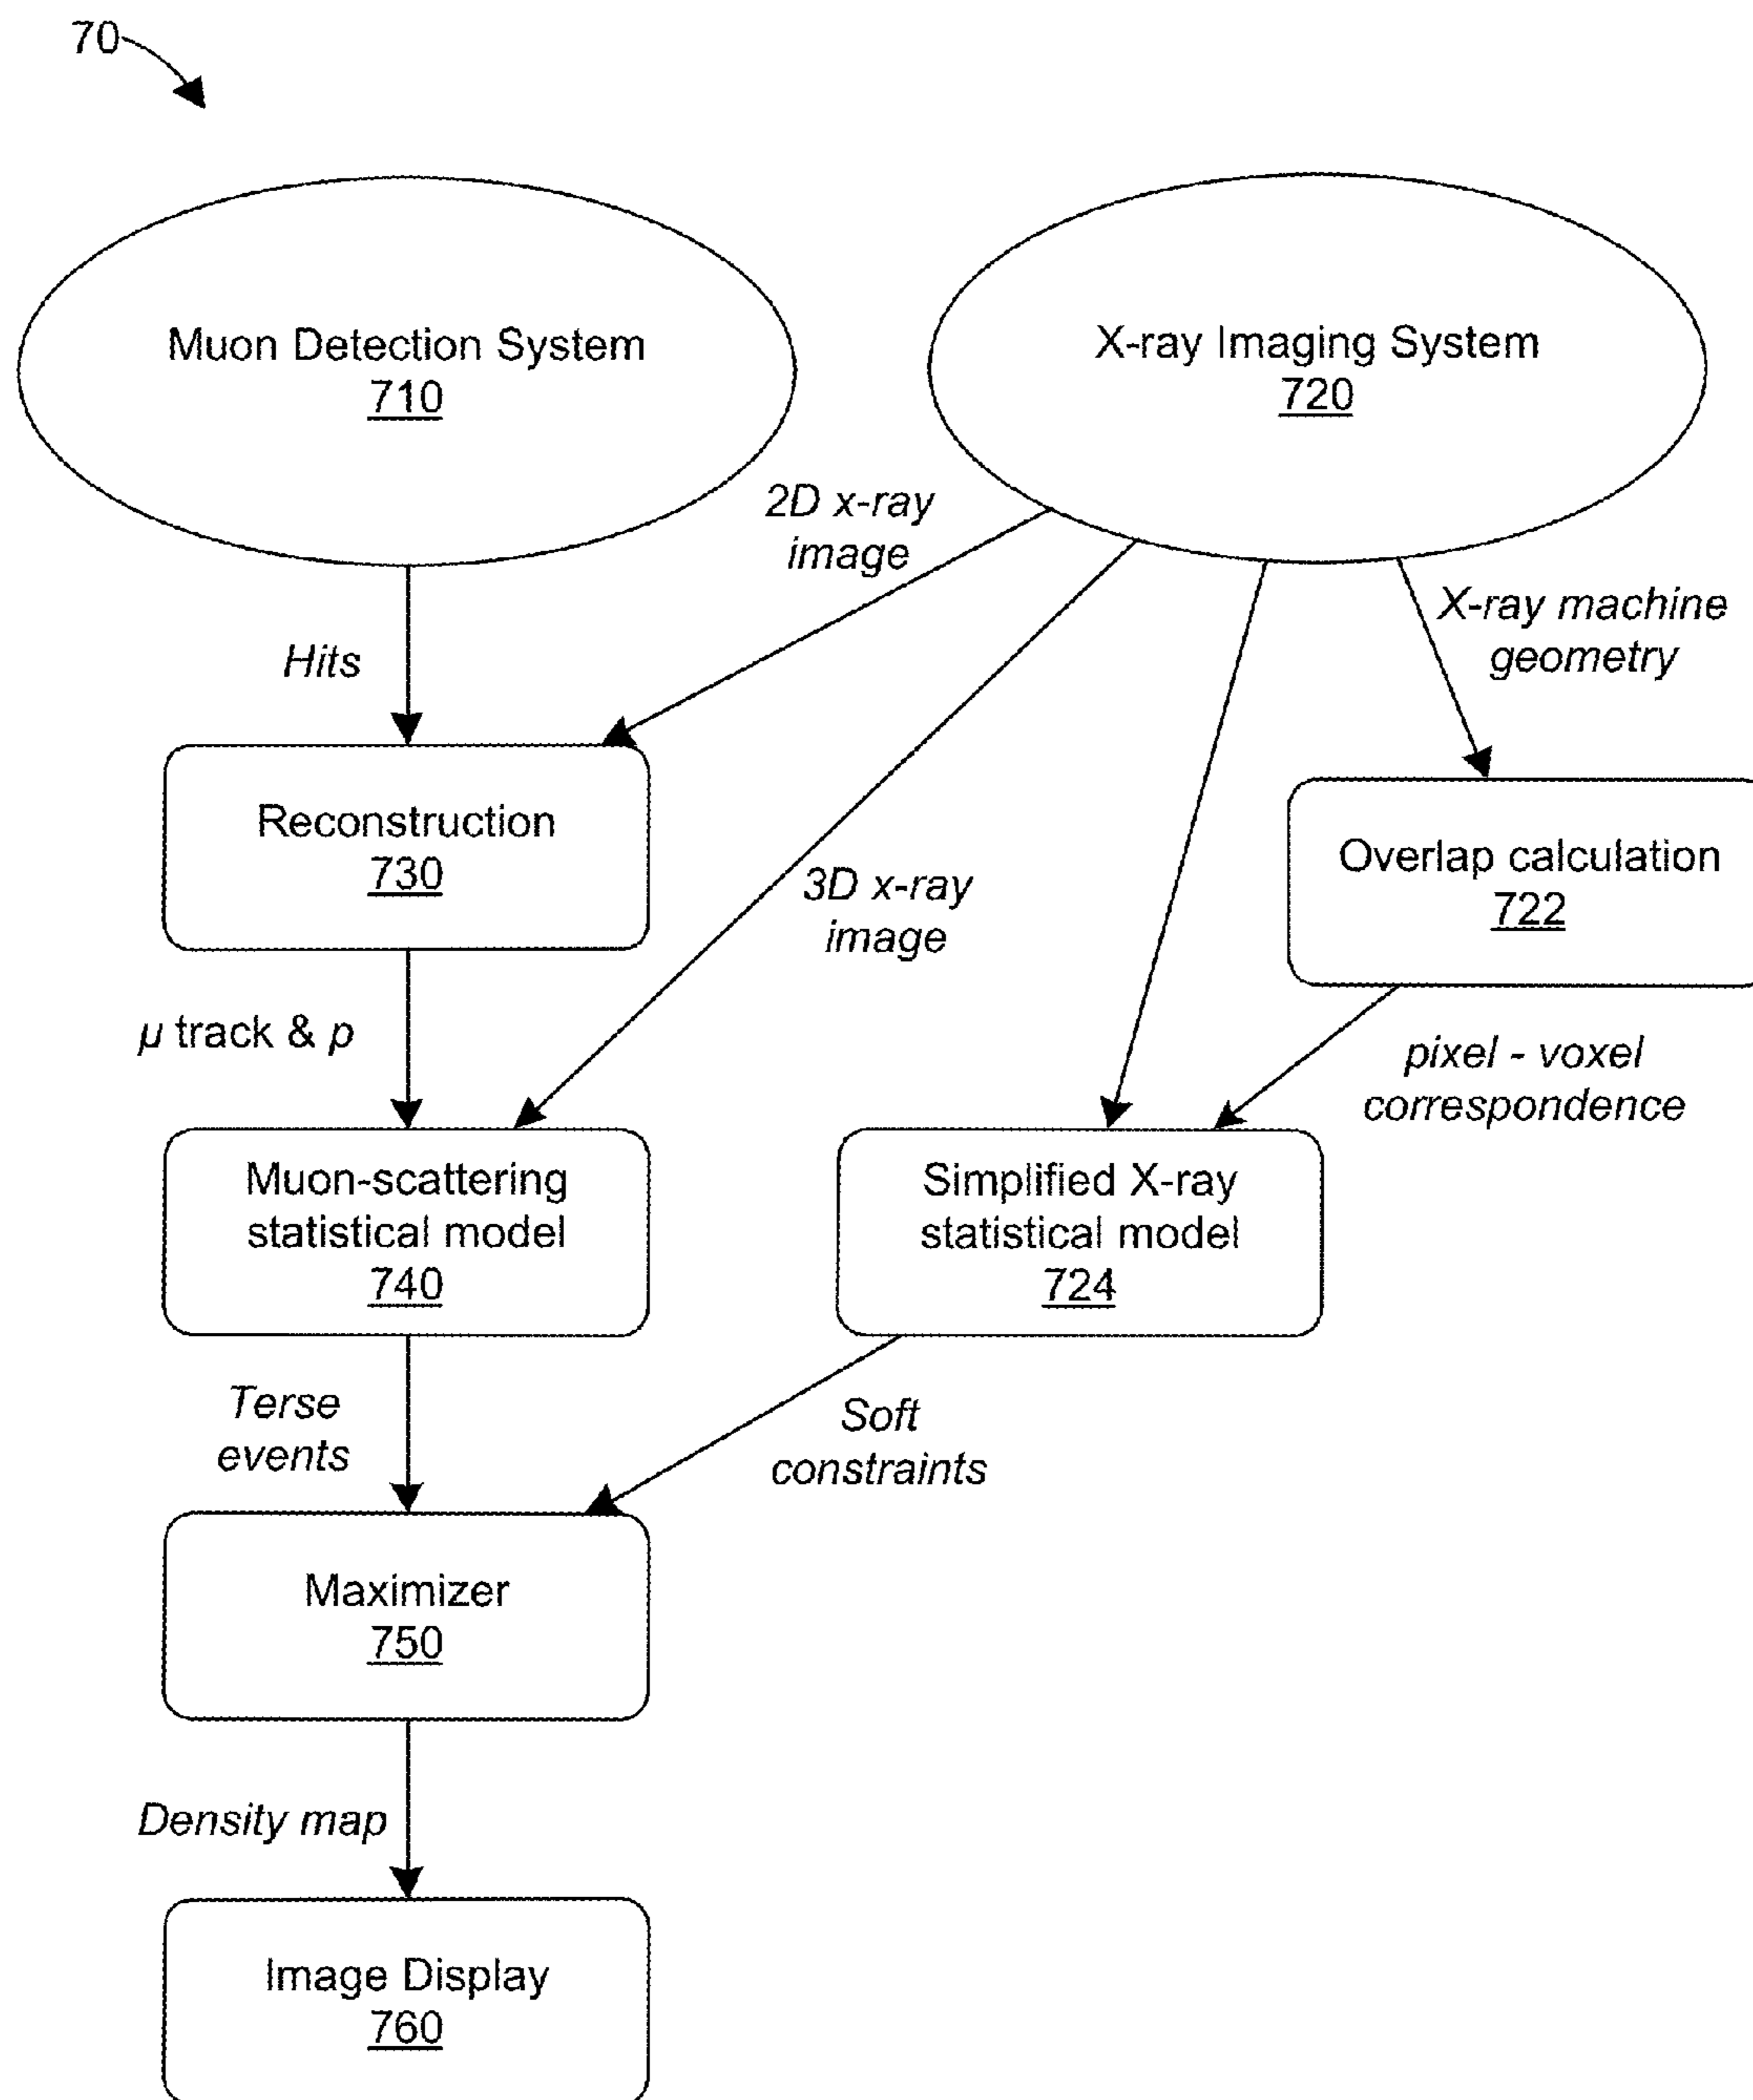 70
Muon Detection System
710
X-ray Imaging System
720
2D x-ray
image
X-ray machine
geometry
Hits
Reconstruction
730
Overlap calculation
722
3D x-ray
image
μ track & p
pixel - voxel
correspondence
Muon-scattering
statistical model
740
Simplified X-ray
statistical model
724
Terse
events
Soft
constraints
Maximizer
750
Density map
Image Display
760